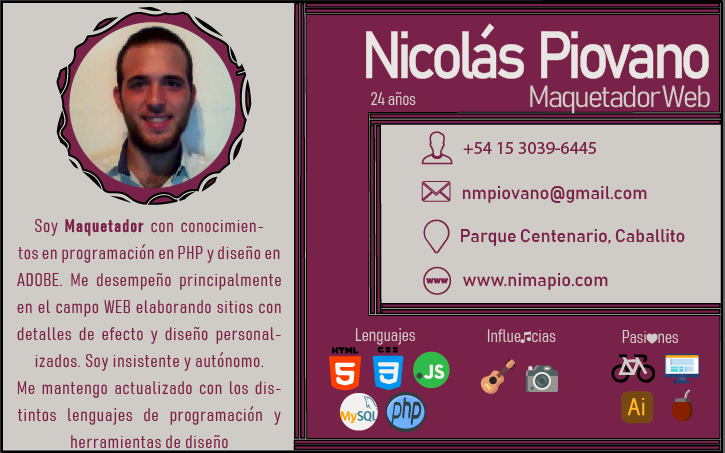 Nicolás Piovano
24 años
Maquetador Web
+54 15 3039-6445
nmpiovano@gmail.com
Parque Centenario, Caballito
www
www.nimapio.com
Soy Maquetador con conocimien-
tos en programación en PHP y diseño en
ADOBE. Me desempeño principalmente
en el campo WEB elaborando sitios con
detalles de efecto y diseño personal-
izados. Soy insistente y autónomo.
Me mantengo actualizado con los dis-
tintos lenguajes de programación y
herramientas de diseño
Lenguajes
HTML
5
CSS
3
JS
MySQL
php
Influencias
Pasiones
Ai